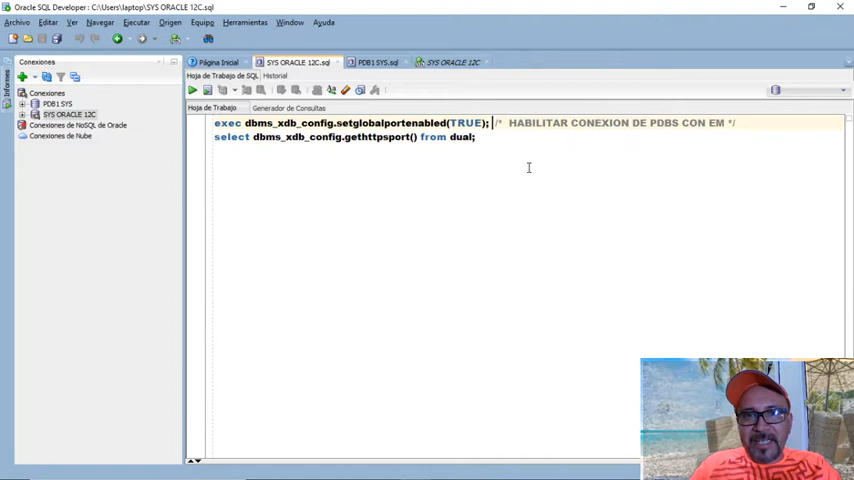 Oracle SQL Developer : C:\Users\laptop\SYS ORACLE 12C.sql
Archivo Editar Ver Navegar Ejecutar Origen Equipo Herramientas Window Ayuda
Conexiones
Página Inicial SYS ORACLE 12C.sql PDB1 SYS.sql SYS ORACLE 12C
Hoja de Trabajo de SQL Historial
Informes
Conexiones
PDB1 SYS
SYS ORACLE 12C
Conexiones de NoSQL de Oracle
Conexiones de Nube
Hoja de Trabajo Generador de Consultas
exec dbms_xdb_config.setglobalportenabled(TRUE); /* HABILITAR CONEXION DE PDBS CON EM */
select dbms_xdb_config.gethttpsport() from dual;